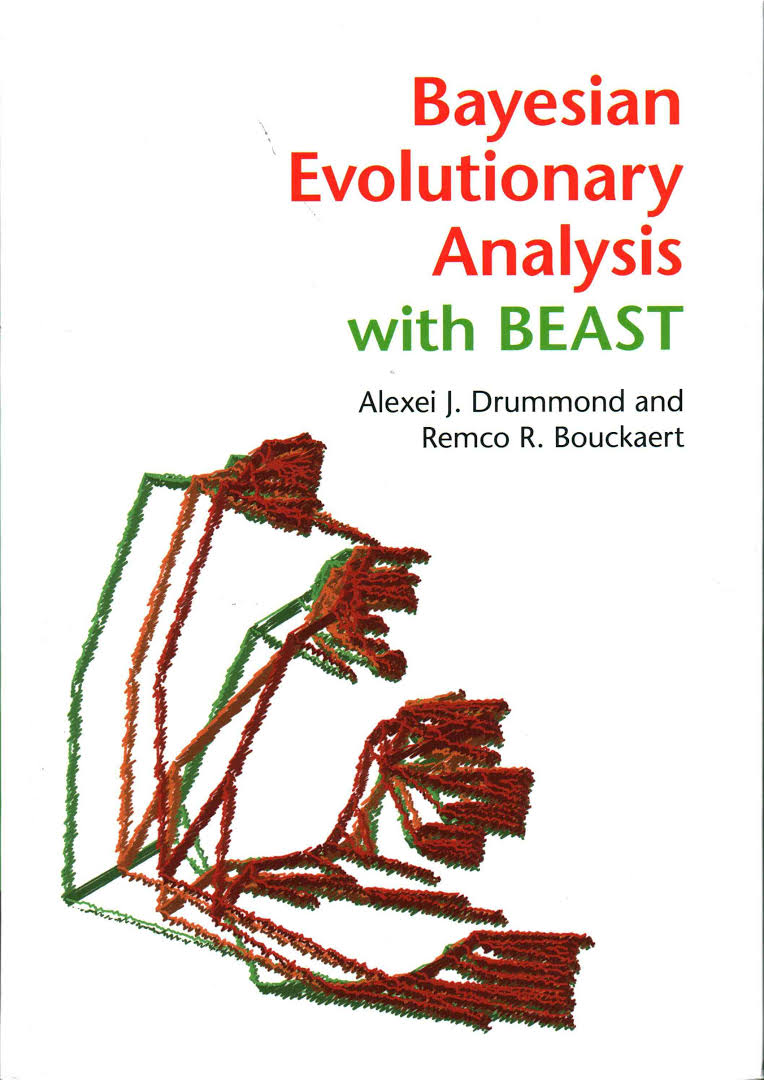 Bayesian
Evolutionary
Analysis
with BEAST
Alexei J. Drummond and
Remco R. Bouckaert